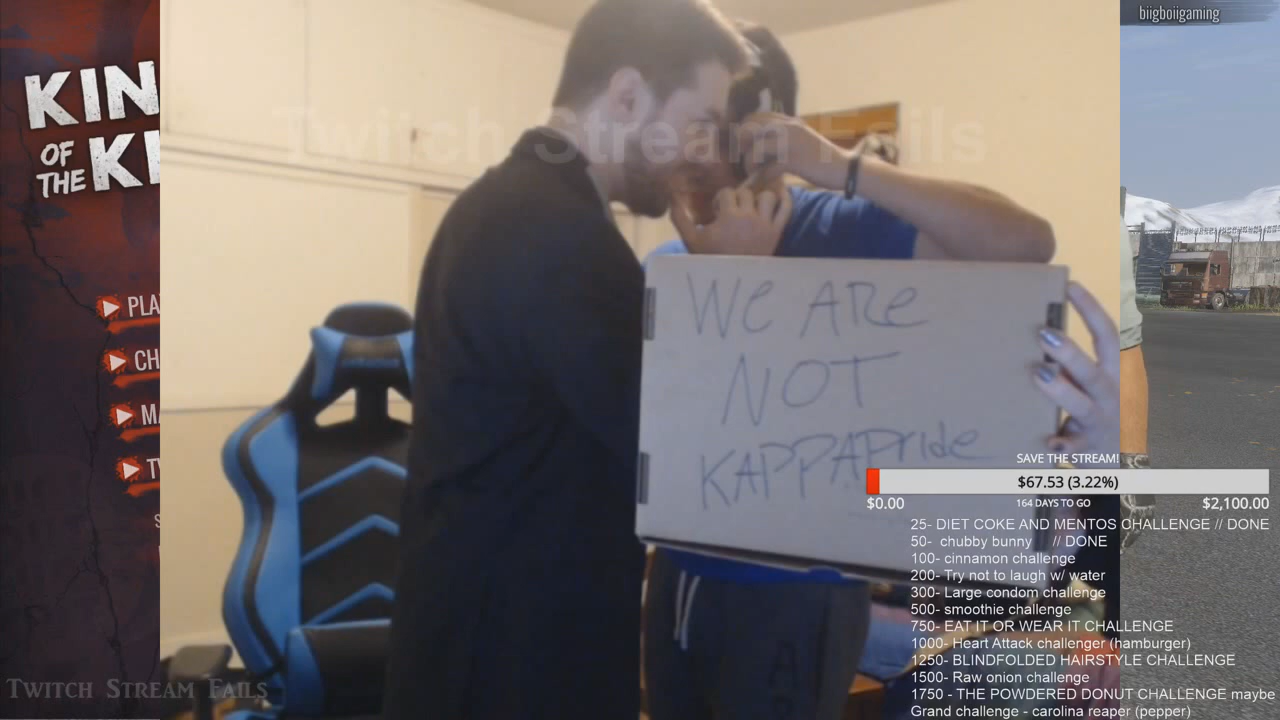 biigboiigaming
KIN
OF THE KI
Twitch Stream Fails
WE ARE
NOT
KAPPAPride
PLA
CH
MA
T
SAVE THE STREAM!
$67.53 (3.22%)
$0.00 164 DAYS TO GO $2,100.00
25- DIET COKE AND MENTOS CHALLENGE // DONE
50- chubby bunny // DONE
100- cinnamon challenge
200- Try not to laugh w/ water
300- Large condom challenge
500- smoothie challenge
750- EAT IT OR WEAR IT CHALLENGE
1000- Heart Attack challenger (hamburger)
1250- BLINDFOLDED HAIRSTYLE CHALLENGE
1500- Raw onion challenge
1750 - THE POWDERED DONUT CHALLENGE maybe
Grand challenge - carolina reaper (pepper)
TWITCH STREAM FAILS